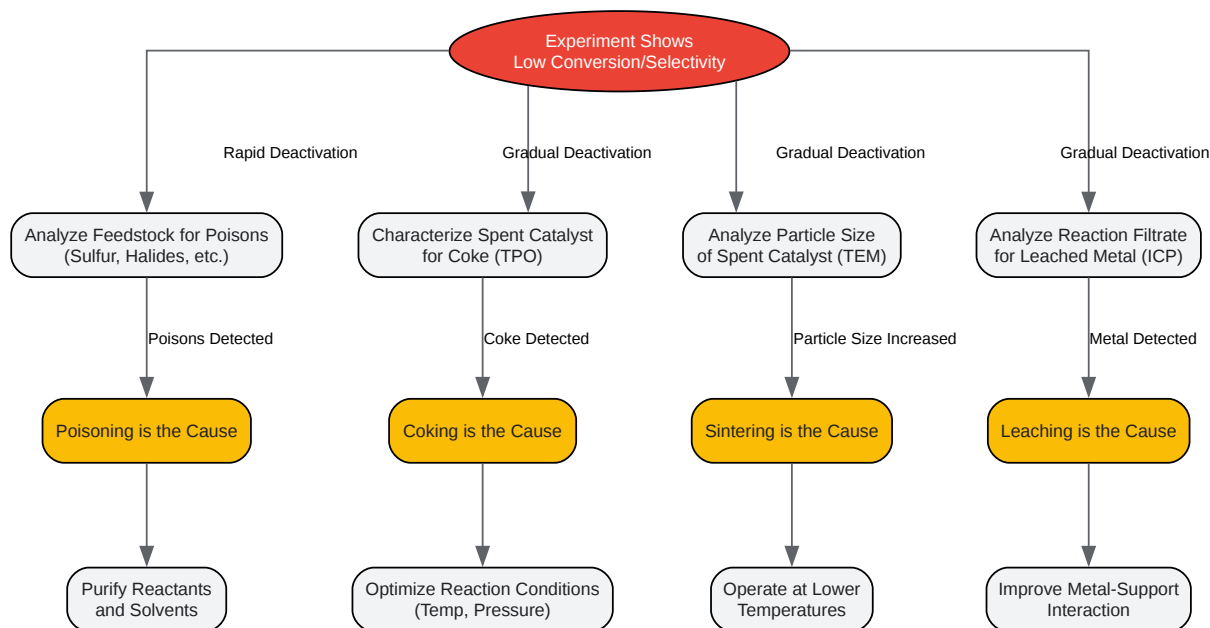 Experiment Shows
Low Conversion/Selectivity
Rapid Deactivation
Gradual Deactivation
Gradual Deactivation
Gradual Deactivation
Analyze Feedstock for Poisons
(Sulfur, Halides, etc.)
Characterize Spent Catalyst
for Coke (TPO)
Analyze Particle Size
of Spent Catalyst (TEM)
Analyze Reaction Filtrate
for Leached Metal (ICP)
Poisons Detected
Coke Detected
Particle Size Increased
Metal Detected
Poisoning is the Cause
Coking is the Cause
Sintering is the Cause
Leaching is the Cause
Purify Reactants
and Solvents
Optimize Reaction Conditions
(Temp, Pressure)
Operate at Lower
Temperatures
Improve Metal-Support
Interaction